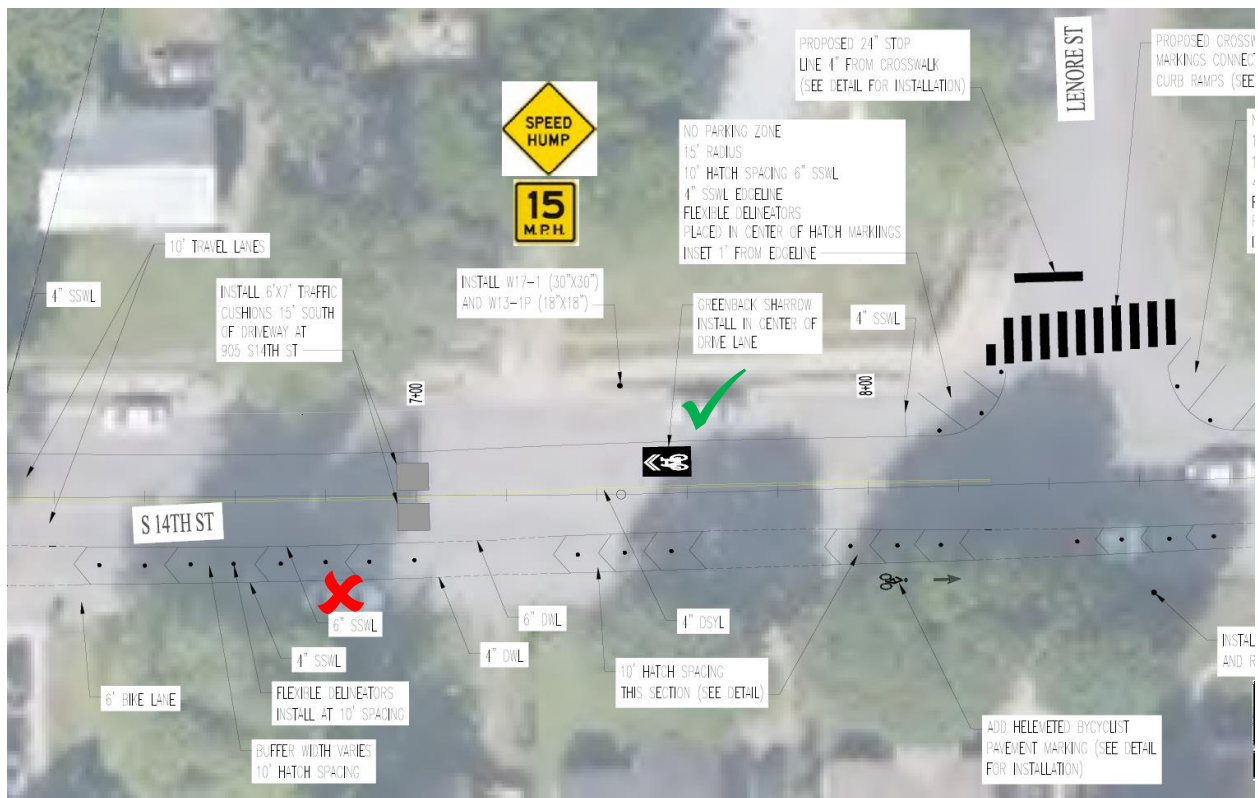 PROPOSED 24" STOP
LINE 4" FROM CROSSWALK
(SEE DETAIL FOR INSTALLATION)
LENORE ST
MARKINGS CONNECT
CURB RAMPS (SEE
SPEED
HUMP
15
M.P.H.
NO PARKING ZONE
15' RADIUS
10' HATCH SPACING 6" SSWL
4" SSWL EDGELINE
FLEXIBLE DELINEATORS
PLACED IN CENTER OF HATCH MARKIINGS
INSET 1' FROM EDGELINE
10' TRAVEL LANES
4" SSWL
INSTALL 6'X7' TRAFFIC
CUSHIONS 15' SOUTH
OF DRIVEWAY AT
905 S14TH ST
INSTALL W17-1 (30"X30")
AND W13-1P (18"X18")
GREENBACK SHARROW
INSTALL IN CENTER OF
DRIVE LANE
4" SSWL
7+00
8+00
S 14TH ST
6" SSWL
6" DWL
4" DSYL
4" SSWL
4" DWL
6' BIKE LANE
FLEXIBLE DELINEATORS
INSTALL AT 10' SPACING
10' HATCH SPACING
THIS SECTION (SEE DETAIL)
BUFFER WIDTH VARIES
10' HATCH SPACING
ADD HELEMETED BYCYCLIST
PAVEMENT MARKING (SEE DETAIL
FOR INSTALLATION)
INSTAL
AND R